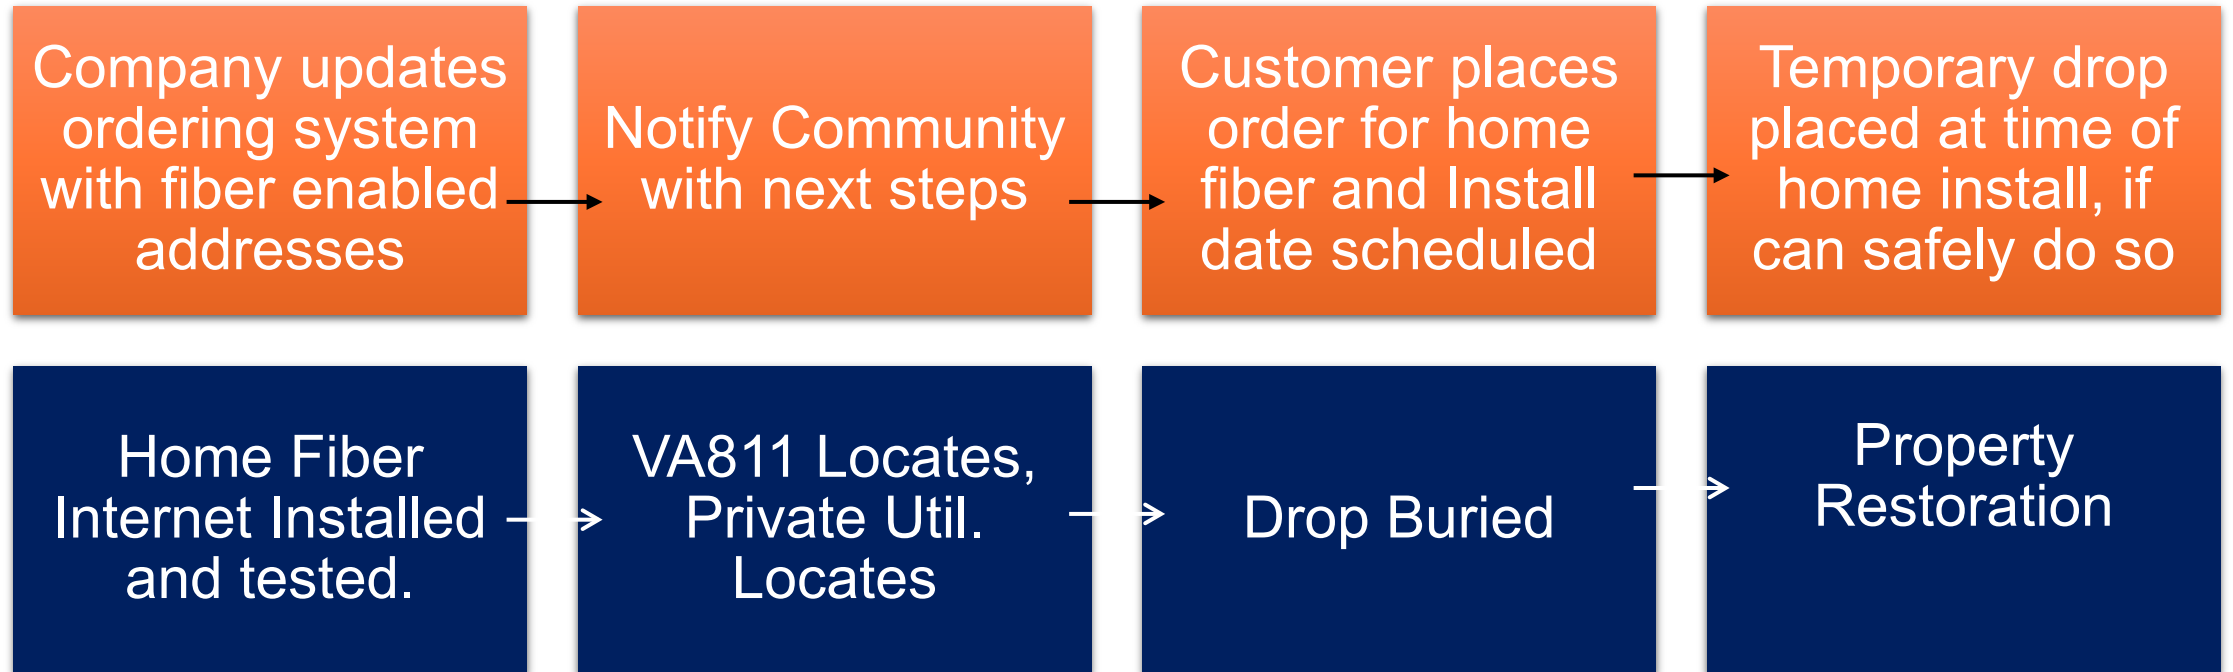 Company updates
ordering system
with fiber enabled
addresses
Notify Community
with next steps
Customer places
order for home
fiber and Install
date scheduled
Temporary drop
placed at time of
home install, if
can safely do so
Home Fiber
Internet Installed
and tested.
VA811 Locates,
Private Util.
Locates
Drop Buried
Property
Restoration